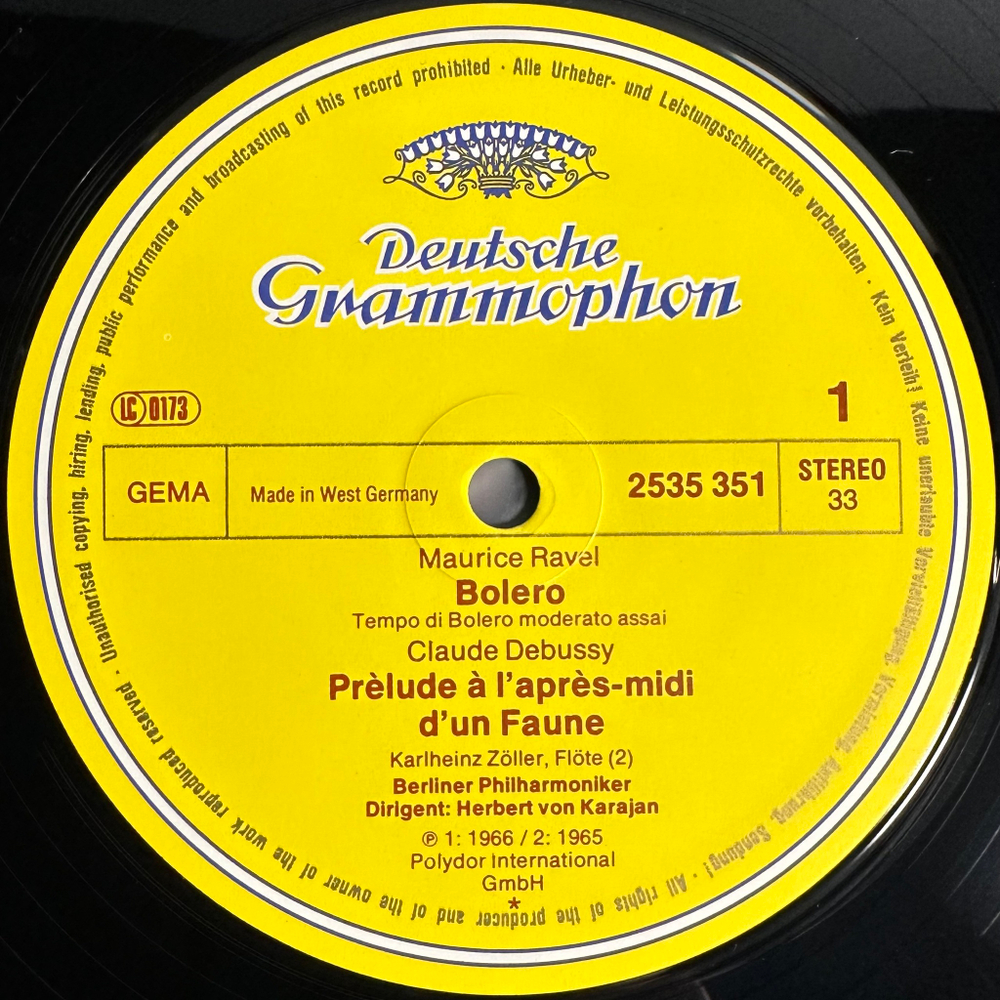 Deutsche
Grammophon
LC 0173
1
GEMA
Made in West Germany
2535 351
STEREO
33
Maurice Ravel
Bolero
Tempo di Bolero moderato assai
Claude Debussy
Prèlude à l'après-midi
d'un Faune
Karlheinz Zöller, Flöte (2)
Berliner Philharmoniker
Dirigent: Herbert von Karajan
℗ 1: 1966 / 2: 1965
Polydor International
GmbH
*
Alle Urheber- und Leistungsschutzrechte vorbehalten · Kein Verleih! Keine unerlaubte Vervielfältigung, Vermietung, Aufführung, Sendung! · All rights of the producer and of the owner of the work reproduced reserved · Unauthorised copying, hiring, lending, public performance and broadcasting of this record prohibited ·